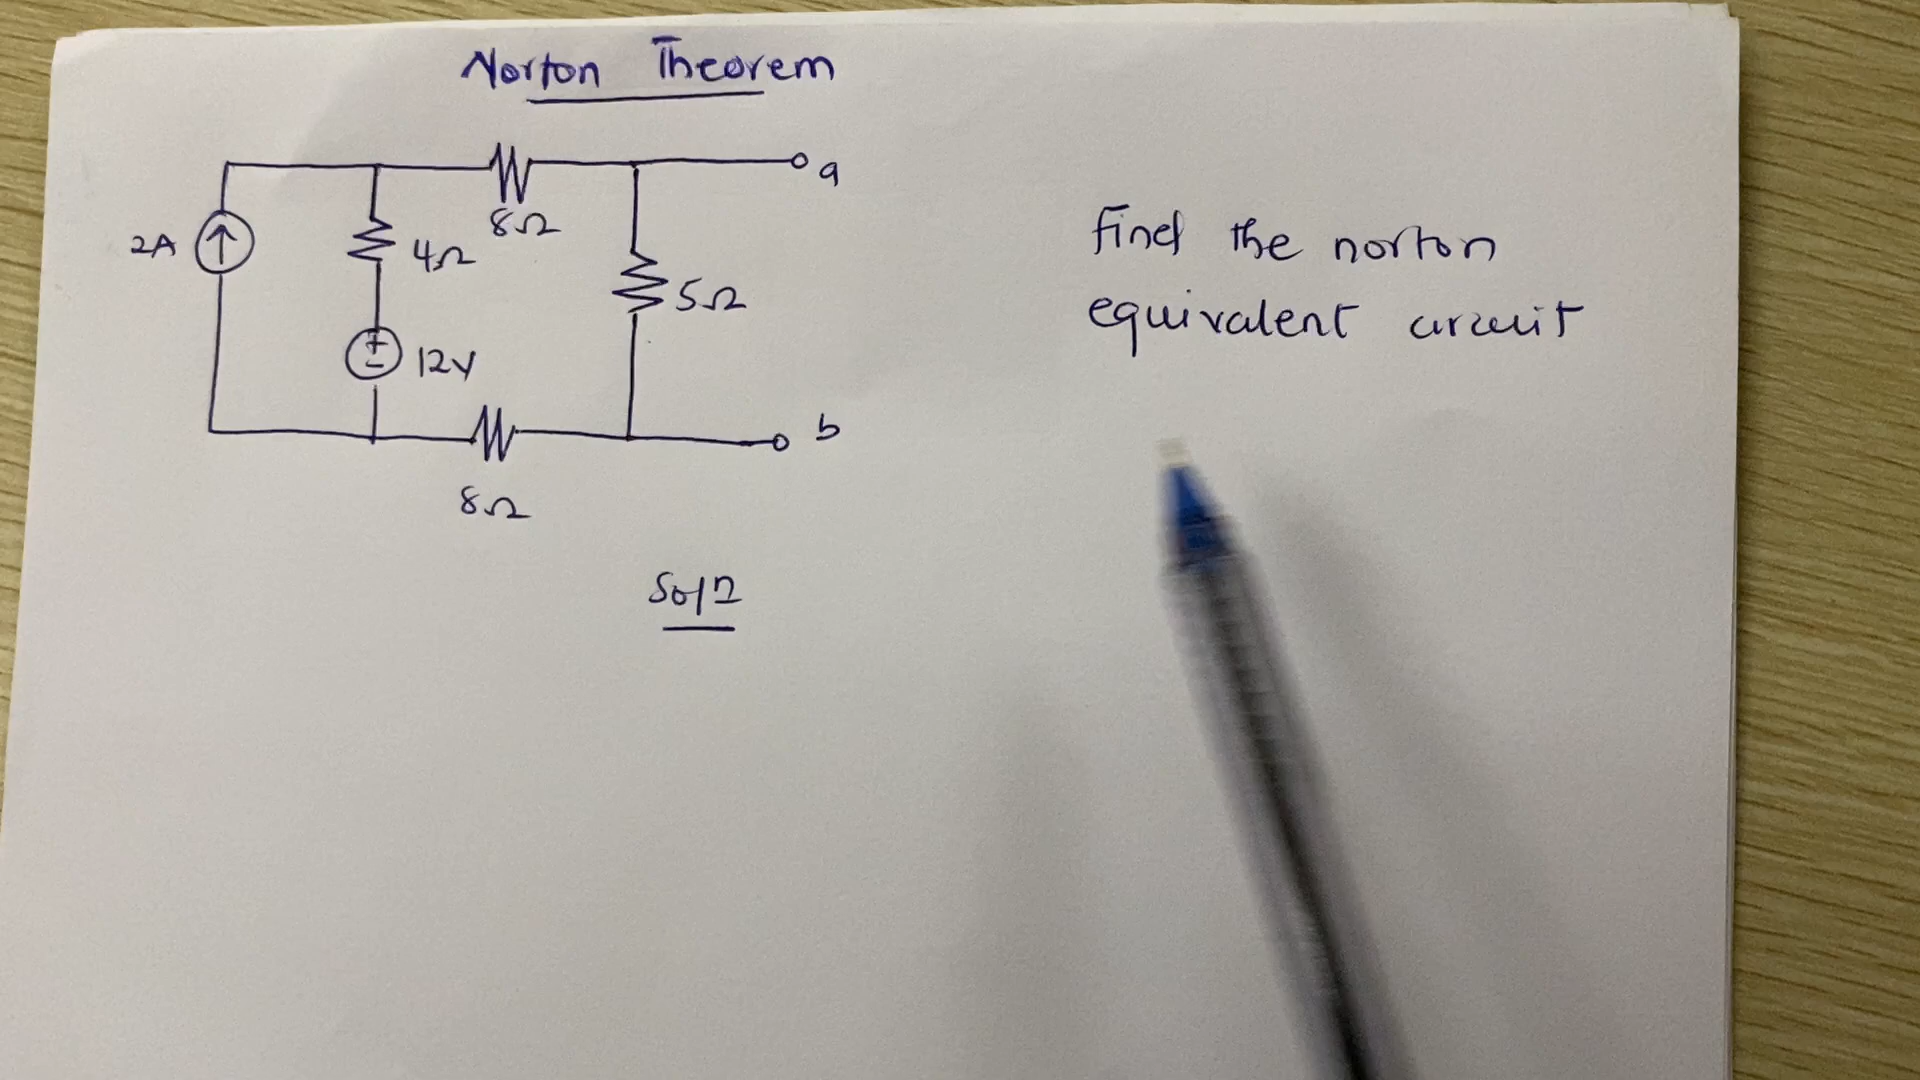 Norton Theorem
a
8Ω
2A
4Ω
5Ω
12V
b
8Ω
Find the norton
equivalent circuit
Soln